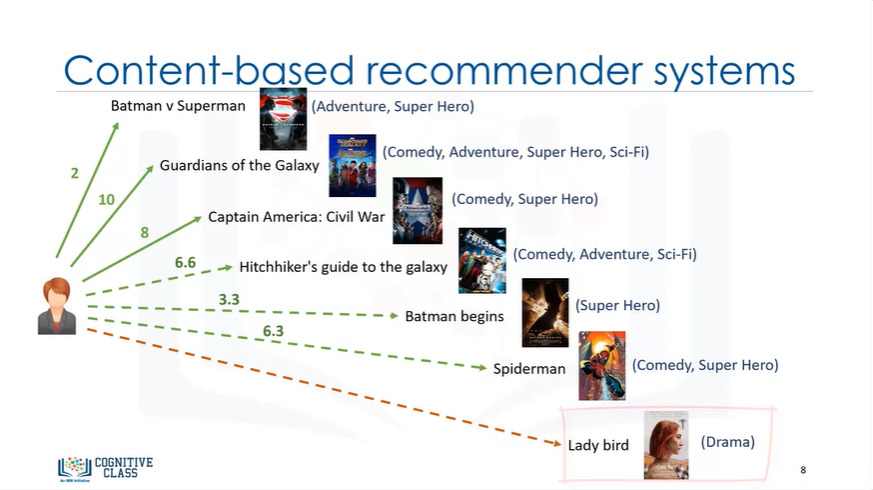 Content-based recommender systems
Batman v Superman (Adventure, Super Hero)
2
Guardians of the Galaxy (Comedy, Adventure, Super Hero, Sci-Fi)
10
Captain America: Civil War (Comedy, Super Hero)
8
Hitchhiker's guide to the galaxy (Comedy, Adventure, Sci-Fi)
6.6
Batman begins (Super Hero)
3.3
Spiderman (Comedy, Super Hero)
6.3
Lady bird (Drama)
COGNITIVE
CLASS
An IBM Initiative
8